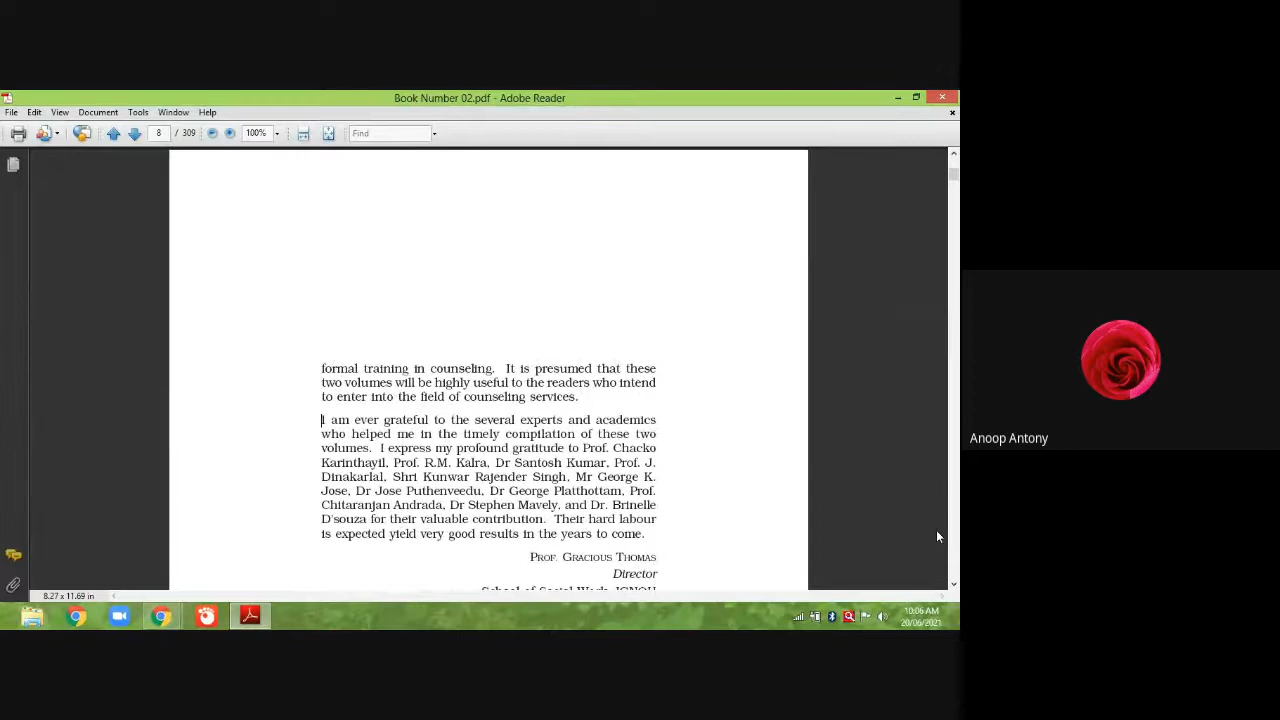 Book Number 02.pdf - Adobe Reader
File Edit View Document Tools Window Help
8 / 309 100% Find
formal training in counseling. It is presumed that these
two volumes will be highly useful to the readers who intend
to enter into the field of counseling services.
I am ever grateful to the several experts and academics
who helped me in the timely compilation of these two
volumes. I express my profound gratitude to Prof. Chacko
Karinthayil, Prof. R.M. Kalra, Dr Santosh Kumar, Prof. J.
Dinakarlal, Shri Kunwar Rajender Singh, Mr George K.
Jose, Dr Jose Puthenveedu, Dr George Platthottam, Prof.
Chitaranjan Andrada, Dr Stephen Mavely, and Dr. Brinelle
D'souza for their valuable contribution. Their hard labour
is expected yield very good results in the years to come.
PROF. GRACIOUS THOMAS
Director
School of Social Work, IGNOU
8.27 x 11.69 in
10:06 AM
20/06/2021
Anoop Antony